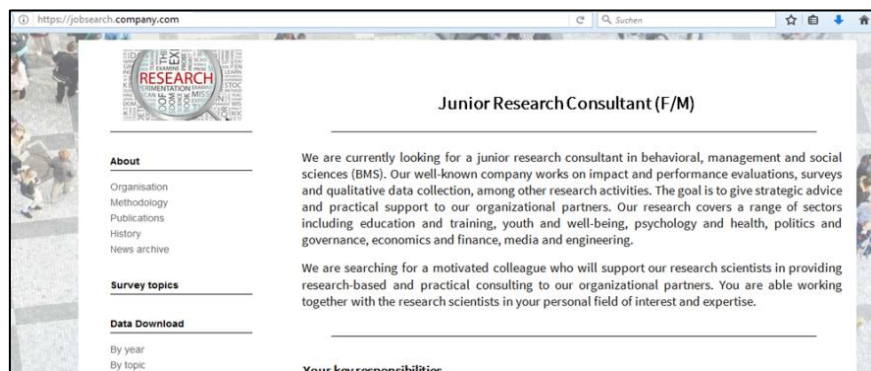 https://jobsearch.company.com
Suchen
RESEARCH
Junior Research Consultant (F/M)
About
Organisation
Methodology
Publications
History
News archive
Survey topics
Data Download
By year
By topic
We are currently looking for a junior research consultant in behavioral, management and social
sciences (BMS). Our well-known company works on impact and performance evaluations, surveys
and qualitative data collection, among other research activities. The goal is to give strategic advice
and practical support to our organizational partners. Our research covers a range of sectors
including education and training, youth and well-being, psychology and health, politics and
governance, economics and finance, media and engineering.
We are searching for a motivated colleague who will support our research scientists in providing
research-based and practical consulting to our organizational partners. You are able working
together with the research scientists in your personal field of interest and expertise.
Your key responsibilities